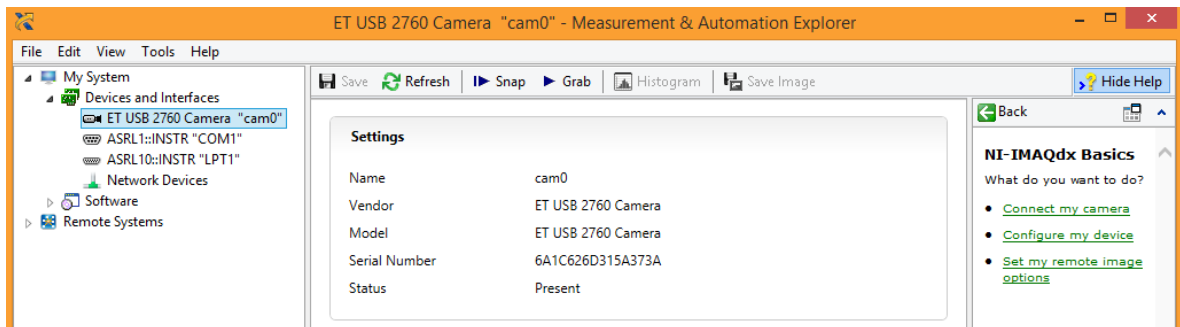 ET USB 2760 Camera "cam0" - Measurement & Automation Explorer
File Edit View Tools Help
My System
Devices and Interfaces
ET USB 2760 Camera "cam0"
ASRL1::INSTR "COM1"
ASRL10::INSTR "LPT1"
Network Devices
Software
Remote Systems
Save Refresh Snap Grab Histogram Save Image Hide Help
Settings
Name cam0
Vendor ET USB 2760 Camera
Model ET USB 2760 Camera
Serial Number 6A1C626D315A373A
Status Present
Back
NI-IMAQdx Basics
What do you want to do?
Connect my camera
Configure my device
Set my remote image
options